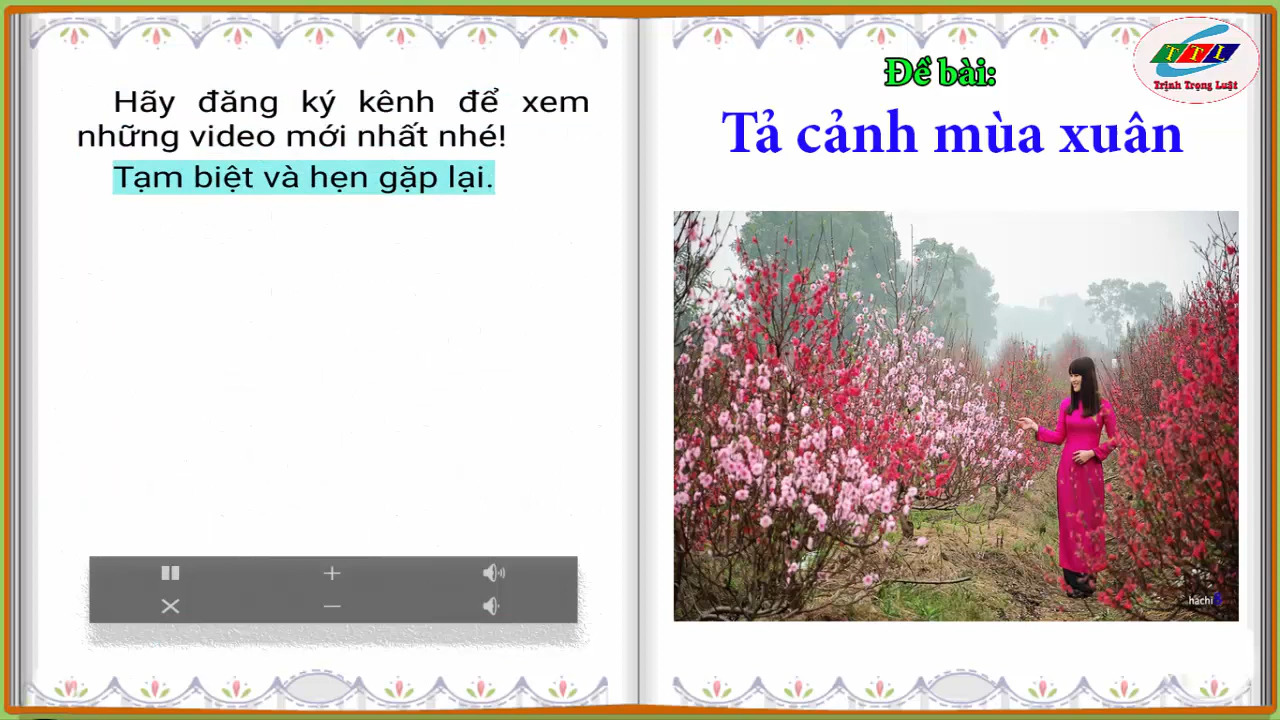 Hãy đăng ký kênh để xem
những video mới nhất nhé!
Tạm biệt và hẹn gặp lại.
TTL
Trịnh Trọng Luật
Đề bài:
Tả cảnh mùa xuân
hachi8